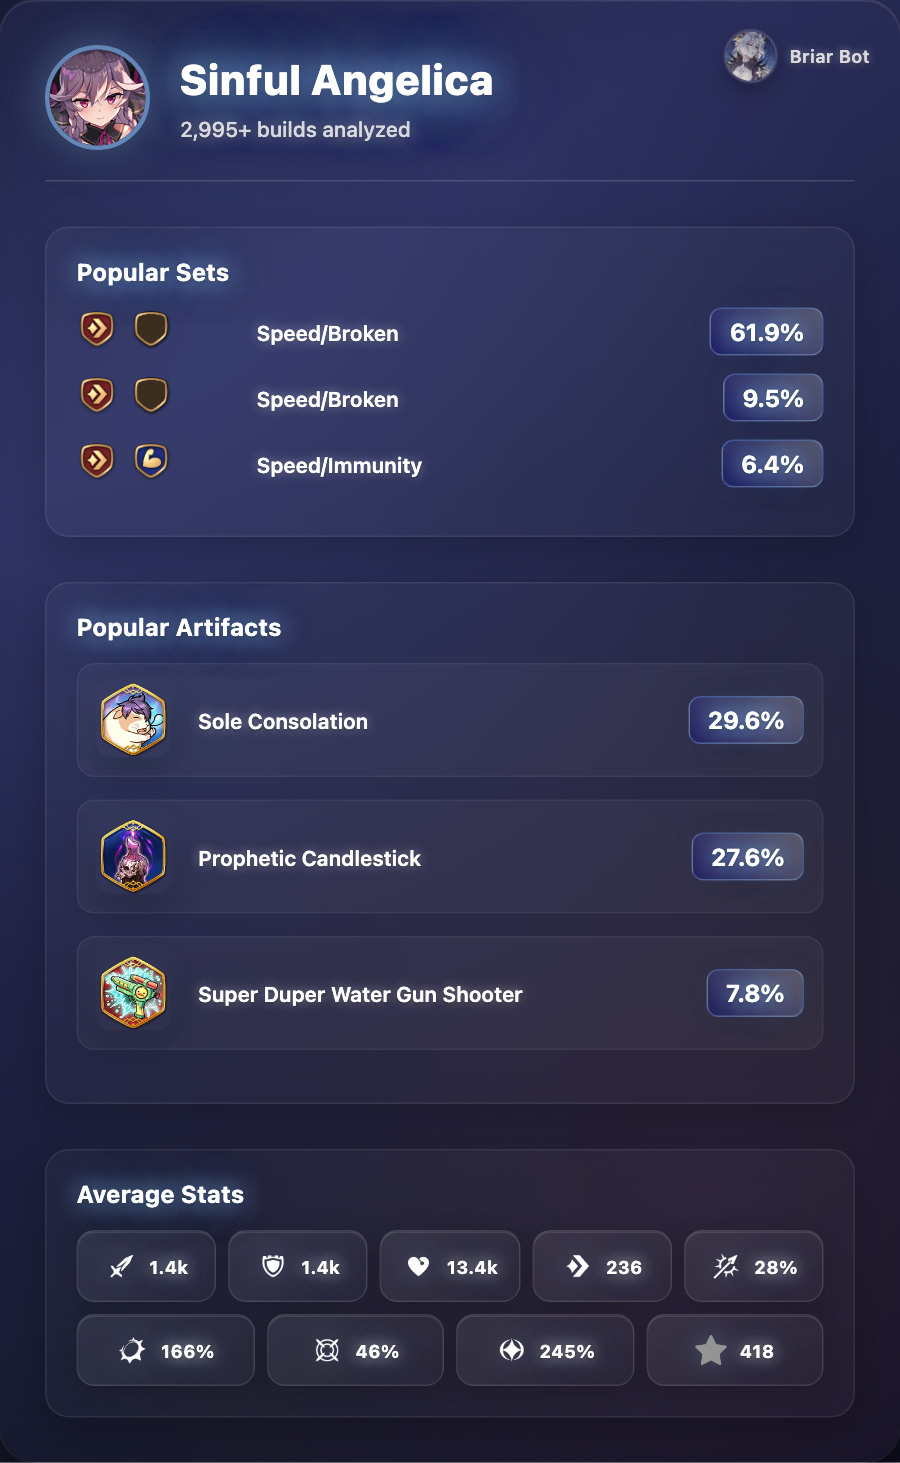 Sinful Angelica
2,995+ builds analyzed
Briar Bot
Popular Sets
Speed/Broken 61.9%
Speed/Broken 9.5%
Speed/Immunity 6.4%
Popular Artifacts
Sole Consolation 29.6%
Prophetic Candlestick 27.6%
Super Duper Water Gun Shooter 7.8%
Average Stats
1.4k 1.4k 13.4k 236 28%
166% 46% 245% 418